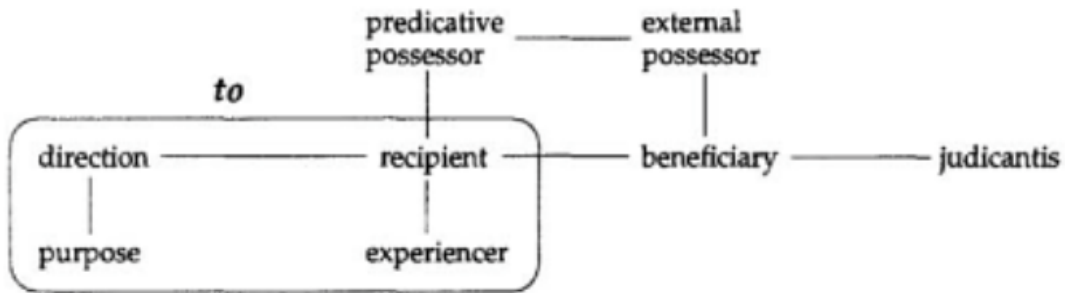 predicative external
possessor possessor
to
direction recipient beneficiary judicantis
purpose experiencer